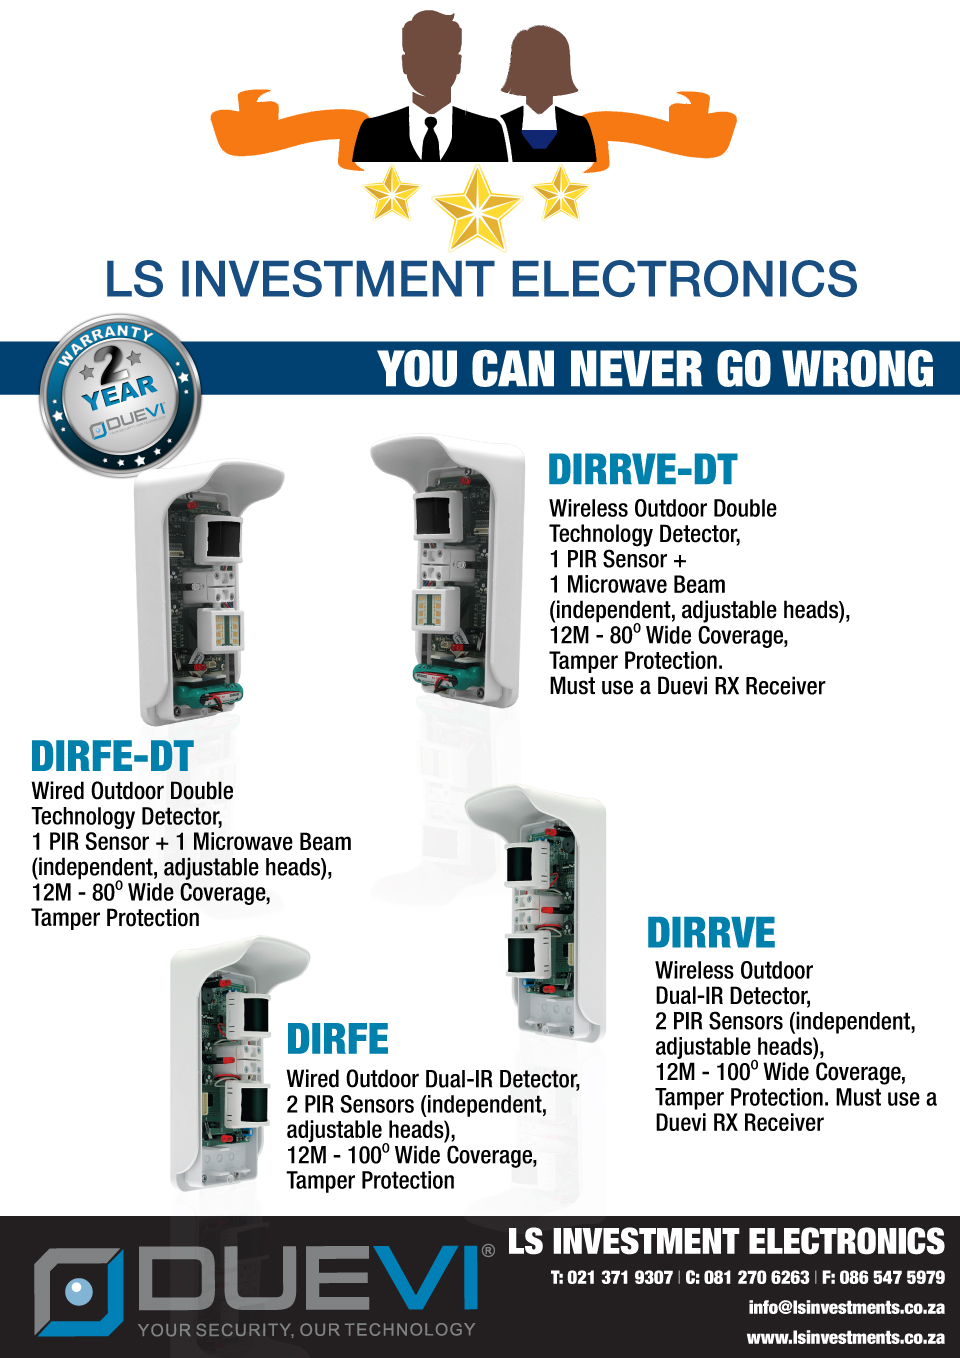 LS INVESTMENT ELECTRONICS
WARRANTY
2
YEAR
DUEVI
YOU CAN NEVER GO WRONG
DIRRVE-DT
Wireless Outdoor Double
Technology Detector,
1 PIR Sensor +
1 Microwave Beam
(independent, adjustable heads),
12M - 80⁰ Wide Coverage,
Tamper Protection.
Must use a Duevi RX Receiver
DIRFE-DT
Wired Outdoor Double
Technology Detector,
1 PIR Sensor + 1 Microwave Beam
(independent, adjustable heads),
12M - 80⁰ Wide Coverage,
Tamper Protection
DIRRVE
Wireless Outdoor
Dual-IR Detector,
2 PIR Sensors (independent,
adjustable heads),
12M - 100⁰ Wide Coverage,
Tamper Protection. Must use a
Duevi RX Receiver
DIRFE
Wired Outdoor Dual-IR Detector,
2 PIR Sensors (independent,
adjustable heads),
12M - 100⁰ Wide Coverage,
Tamper Protection
DUEVI®
YOUR SECURITY, OUR TECHNOLOGY
LS INVESTMENT ELECTRONICS
T: 021 371 9307 | C: 081 270 6263 | F: 086 547 5979
info@lsinvestments.co.za
www.lsinvestments.co.za